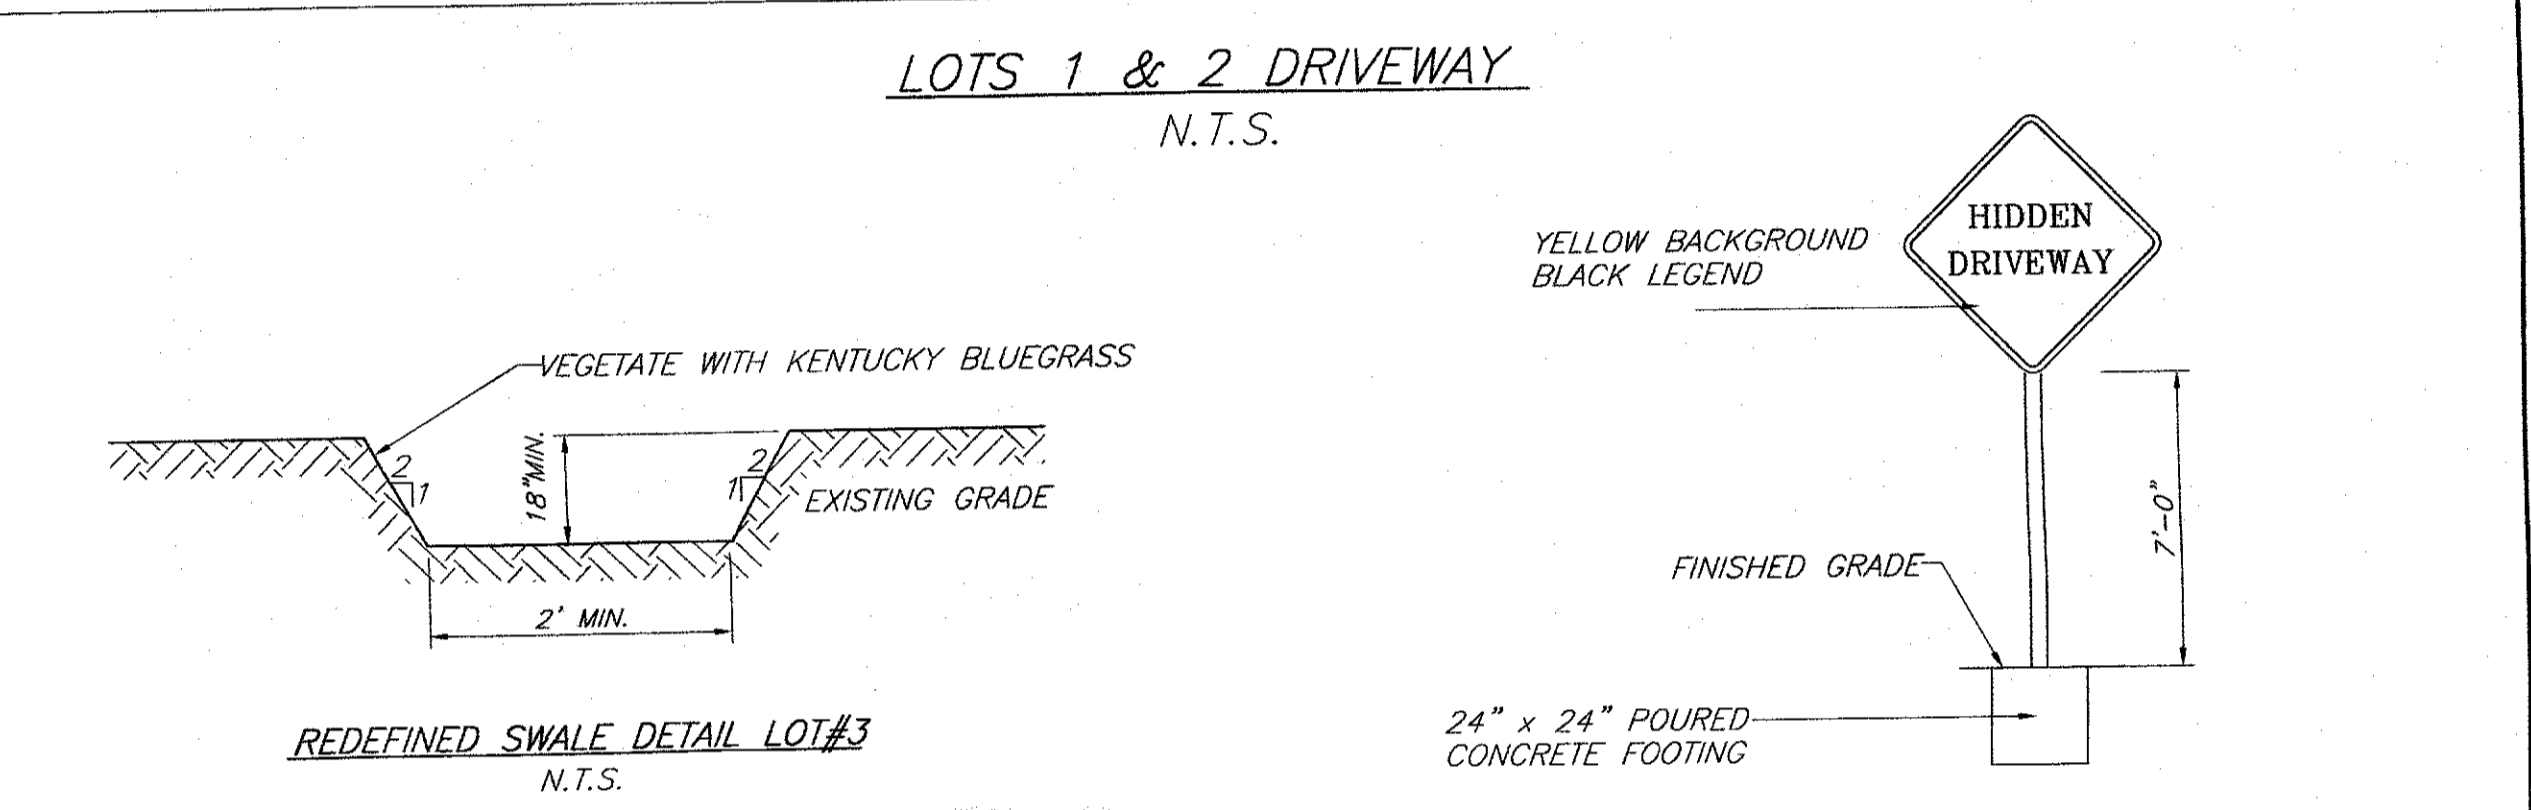 LOTS 1 & 2 DRIVEWAY
N.T.S.
HIDDEN
DRIVEWAY
YELLOW BACKGROUND
BLACK LEGEND
VEGETATE WITH KENTUCKY BLUEGRASS
2
1
18"MIN.
2
1
EXISTING GRADE
2' MIN.
7'-0"
FINISHED GRADE
24" x 24" POURED
CONCRETE FOOTING
REDEFINED SWALE DETAIL LOT#3
N.T.S.